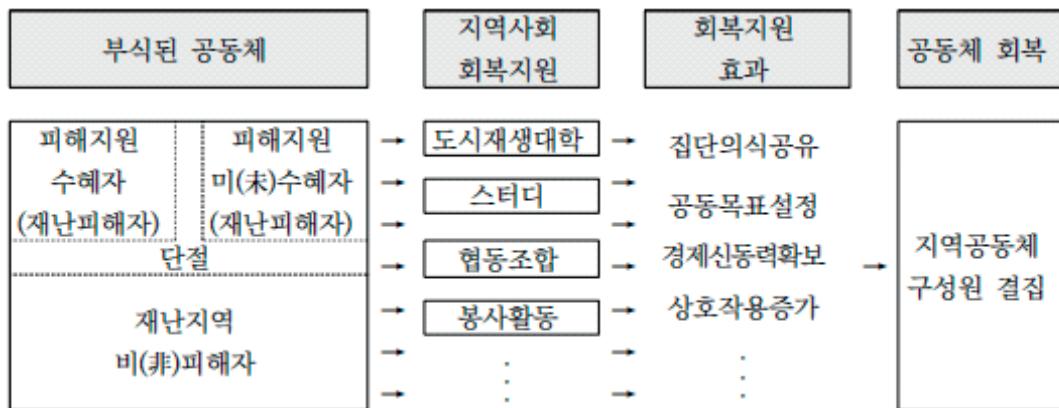 부식된 공동체
지역사회
회복지원
회복지원
효과
공동체 회복
피해지원
수혜자
(재난피해자)
피해지원
미(未)수혜자
(재난피해자)
단절
재난지역
비(非)피해자
도시재생대학
스터디
협동조합
봉사활동
집단의식공유
공동목표설정
경제신동력확보
상호작용증가
지역공동체
구성원 결집